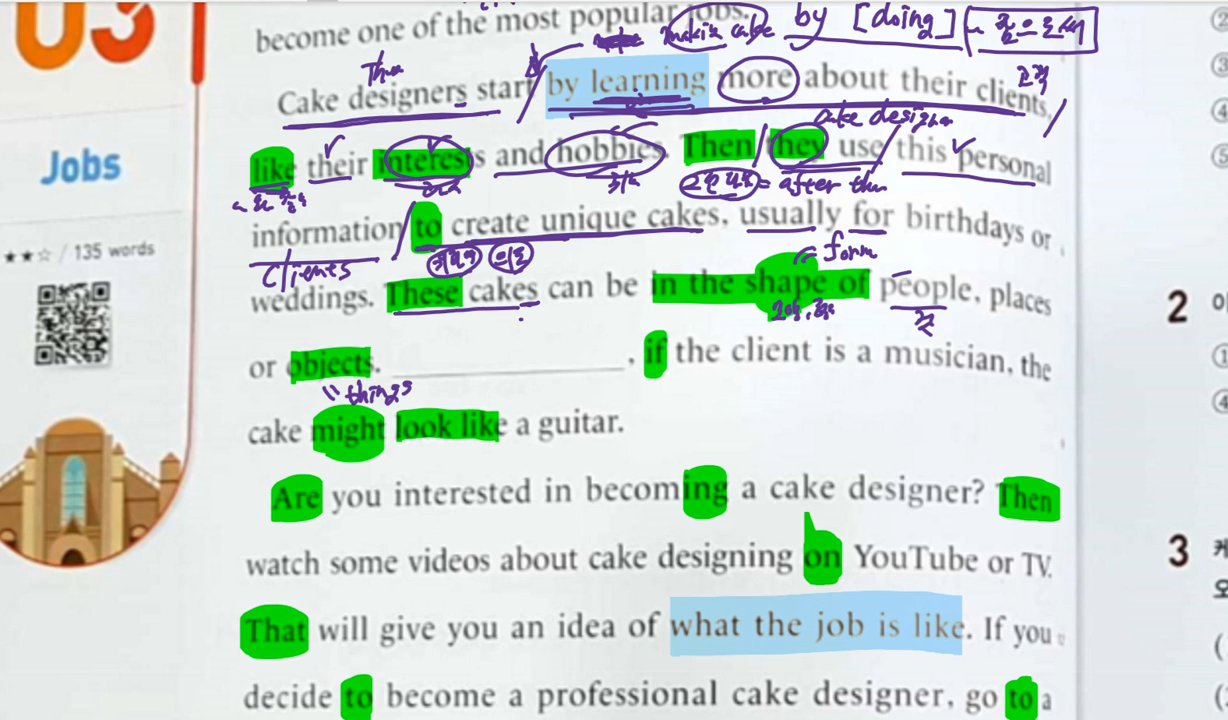 03
become one of the most popular jobs.
by [doing]
Cake designers start by learning more about their clients,
고객
cake designer
Jobs
like their interests and hobbies. Then they use this personal
= after
information to create unique cakes, usually for birthdays or
★★☆ / 135 words
clients
form
weddings. These cakes can be in the shape of people, places
or objects. ____________, if the client is a musician, the
things
cake might look like a guitar.
Are you interested in becoming a cake designer? Then
watch some videos about cake designing on YouTube or TV.
That will give you an idea of what the job is like. If you
decide to become a professional cake designer, go to a
2
①
④
3